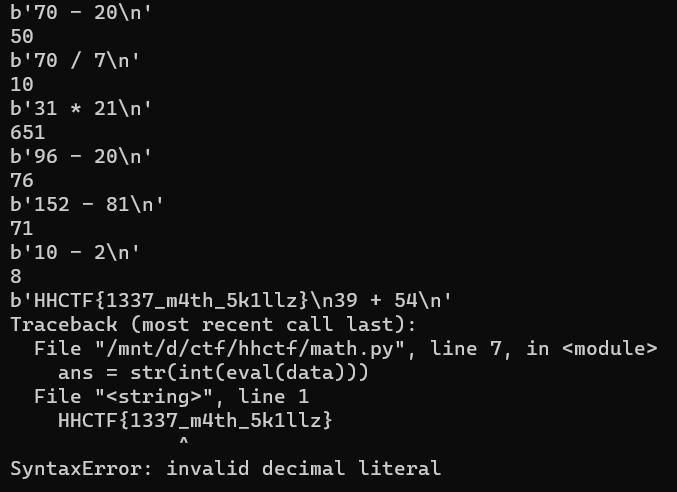 b'70 - 20\n'
50
b'70 / 7\n'
10
b'31 * 21\n'
651
b'96 - 20\n'
76
b'152 - 81\n'
71
b'10 - 2\n'
8
b'HHCTF{1337_m4th_5k1llz}\n39 + 54\n'
Traceback (most recent call last):
  File "/mnt/d/ctf/hhctf/math.py", line 7, in <module>
    ans = str(int(eval(data)))
  File "<string>", line 1
    HHCTF{1337_m4th_5k1llz}
              ^
SyntaxError: invalid decimal literal